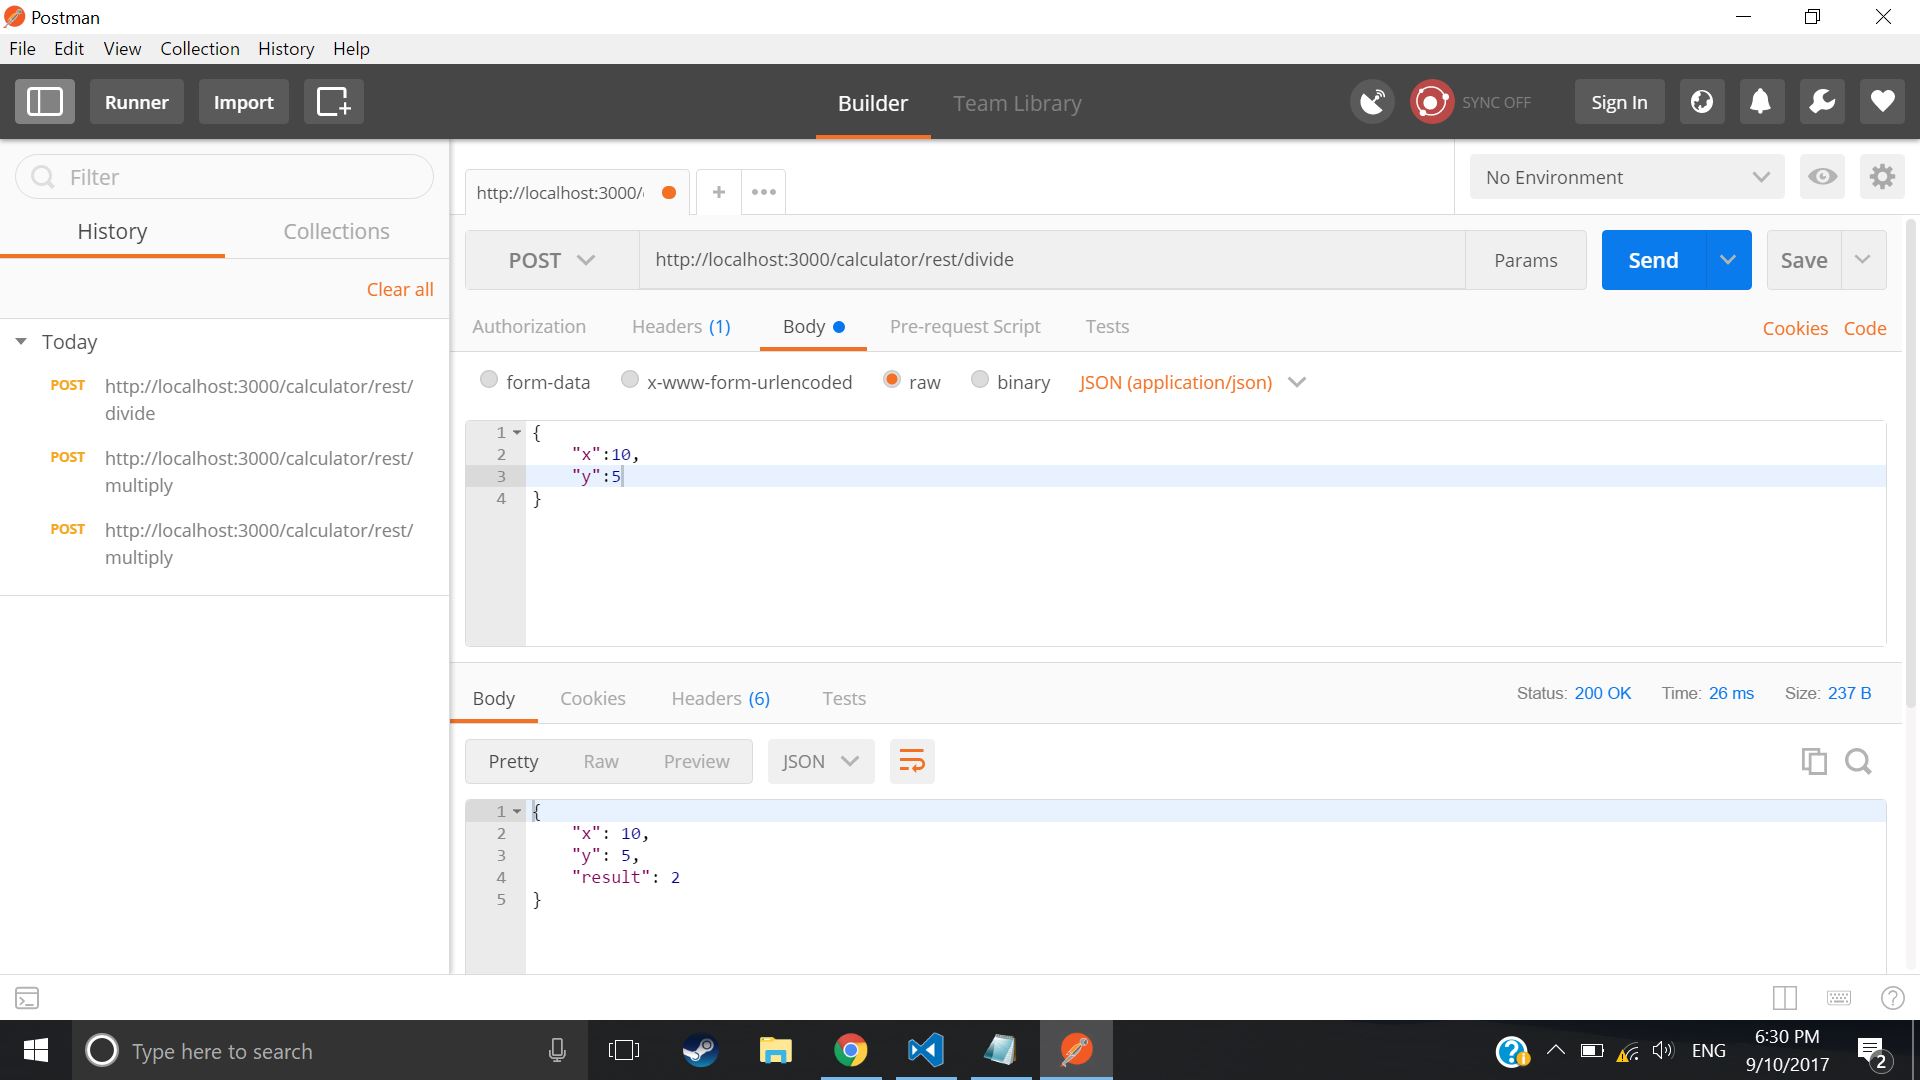 Postman
File Edit View Collection History Help
Runner Import Builder Team Library SYNC OFF Sign In
Filter
History Collections
Clear all
Today
POST http://localhost:3000/calculator/rest/
divide
POST http://localhost:3000/calculator/rest/
multiply
POST http://localhost:3000/calculator/rest/
multiply
http://localhost:3000/
No Environment
POST http://localhost:3000/calculator/rest/divide Params Send Save
Authorization Headers (1) Body Pre-request Script Tests Cookies Code
form-data x-www-form-urlencoded raw binary JSON (application/json)
1 {
2 "x":10,
3 "y":5
4 }
Body Cookies Headers (6) Tests Status: 200 OK Time: 26 ms Size: 237 B
Pretty Raw Preview JSON
1 {
2 "x": 10,
3 "y": 5,
4 "result": 2
5 }
Type here to search
ENG
6:30 PM
9/10/2017
2